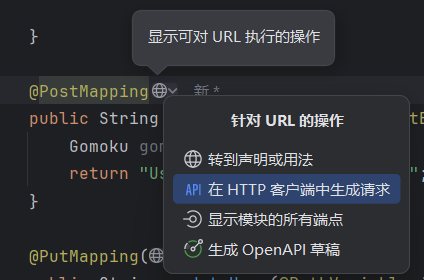 }
显示可对 URL 执行的操作
@PostMapping 新 *
public String
针对 URL 的操作
Gomoku
转到声明或用法
return "Us
API 在 HTTP 客户端中生成请求
}
显示模块的所有端点
生成 OpenAPI 草稿
@PutMapping(